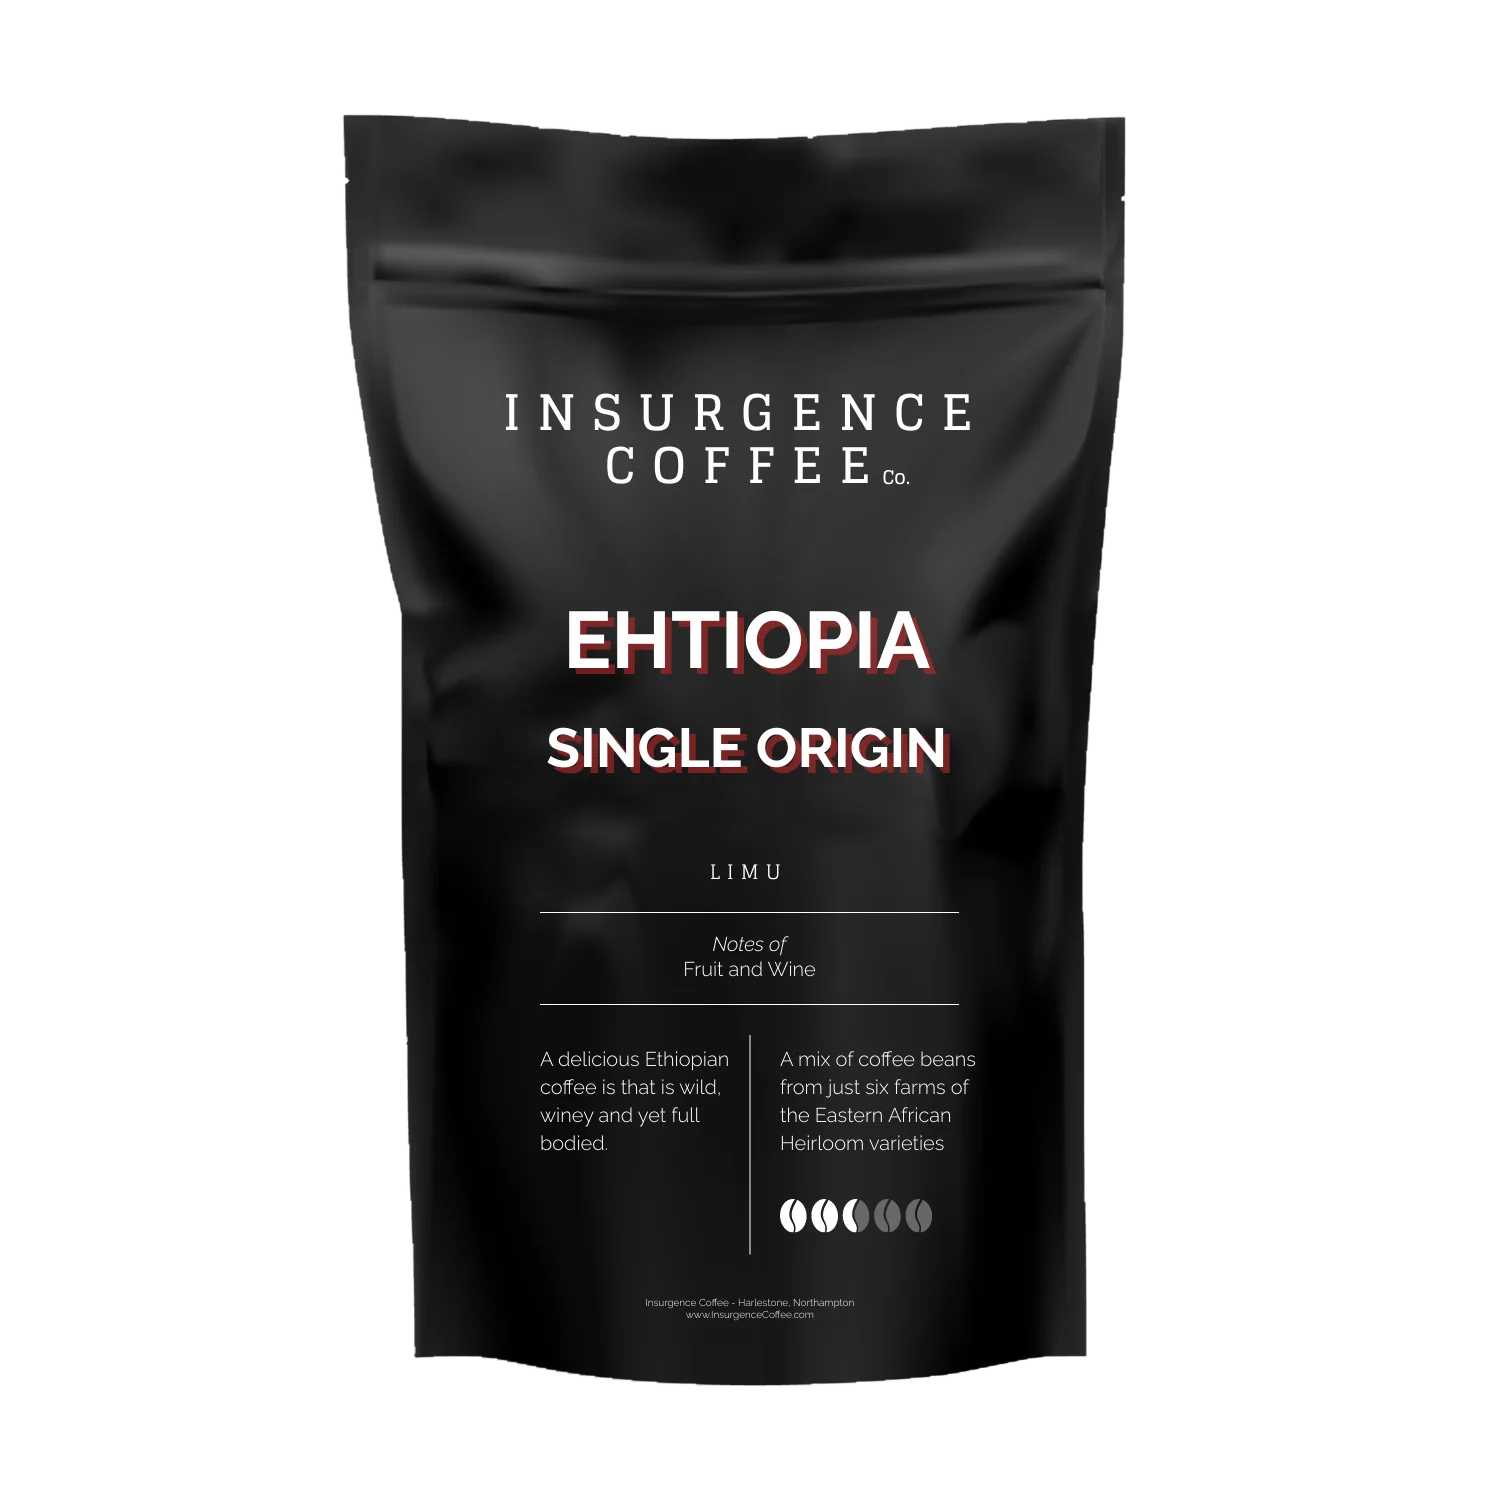 INSURGENCE
COFFEE Co.
EHTIOPIA
SINGLE ORIGIN
LIMU
Notes of
Fruit and Wine
A delicious Ethiopian
coffee is that is wild,
winey and yet full
bodied.
A mix of coffee beans
from just six farms of
the Eastern African
Heirloom varieties
Insurgence Coffee - Harlestone, Northampton
www.InsurgenceCoffee.com